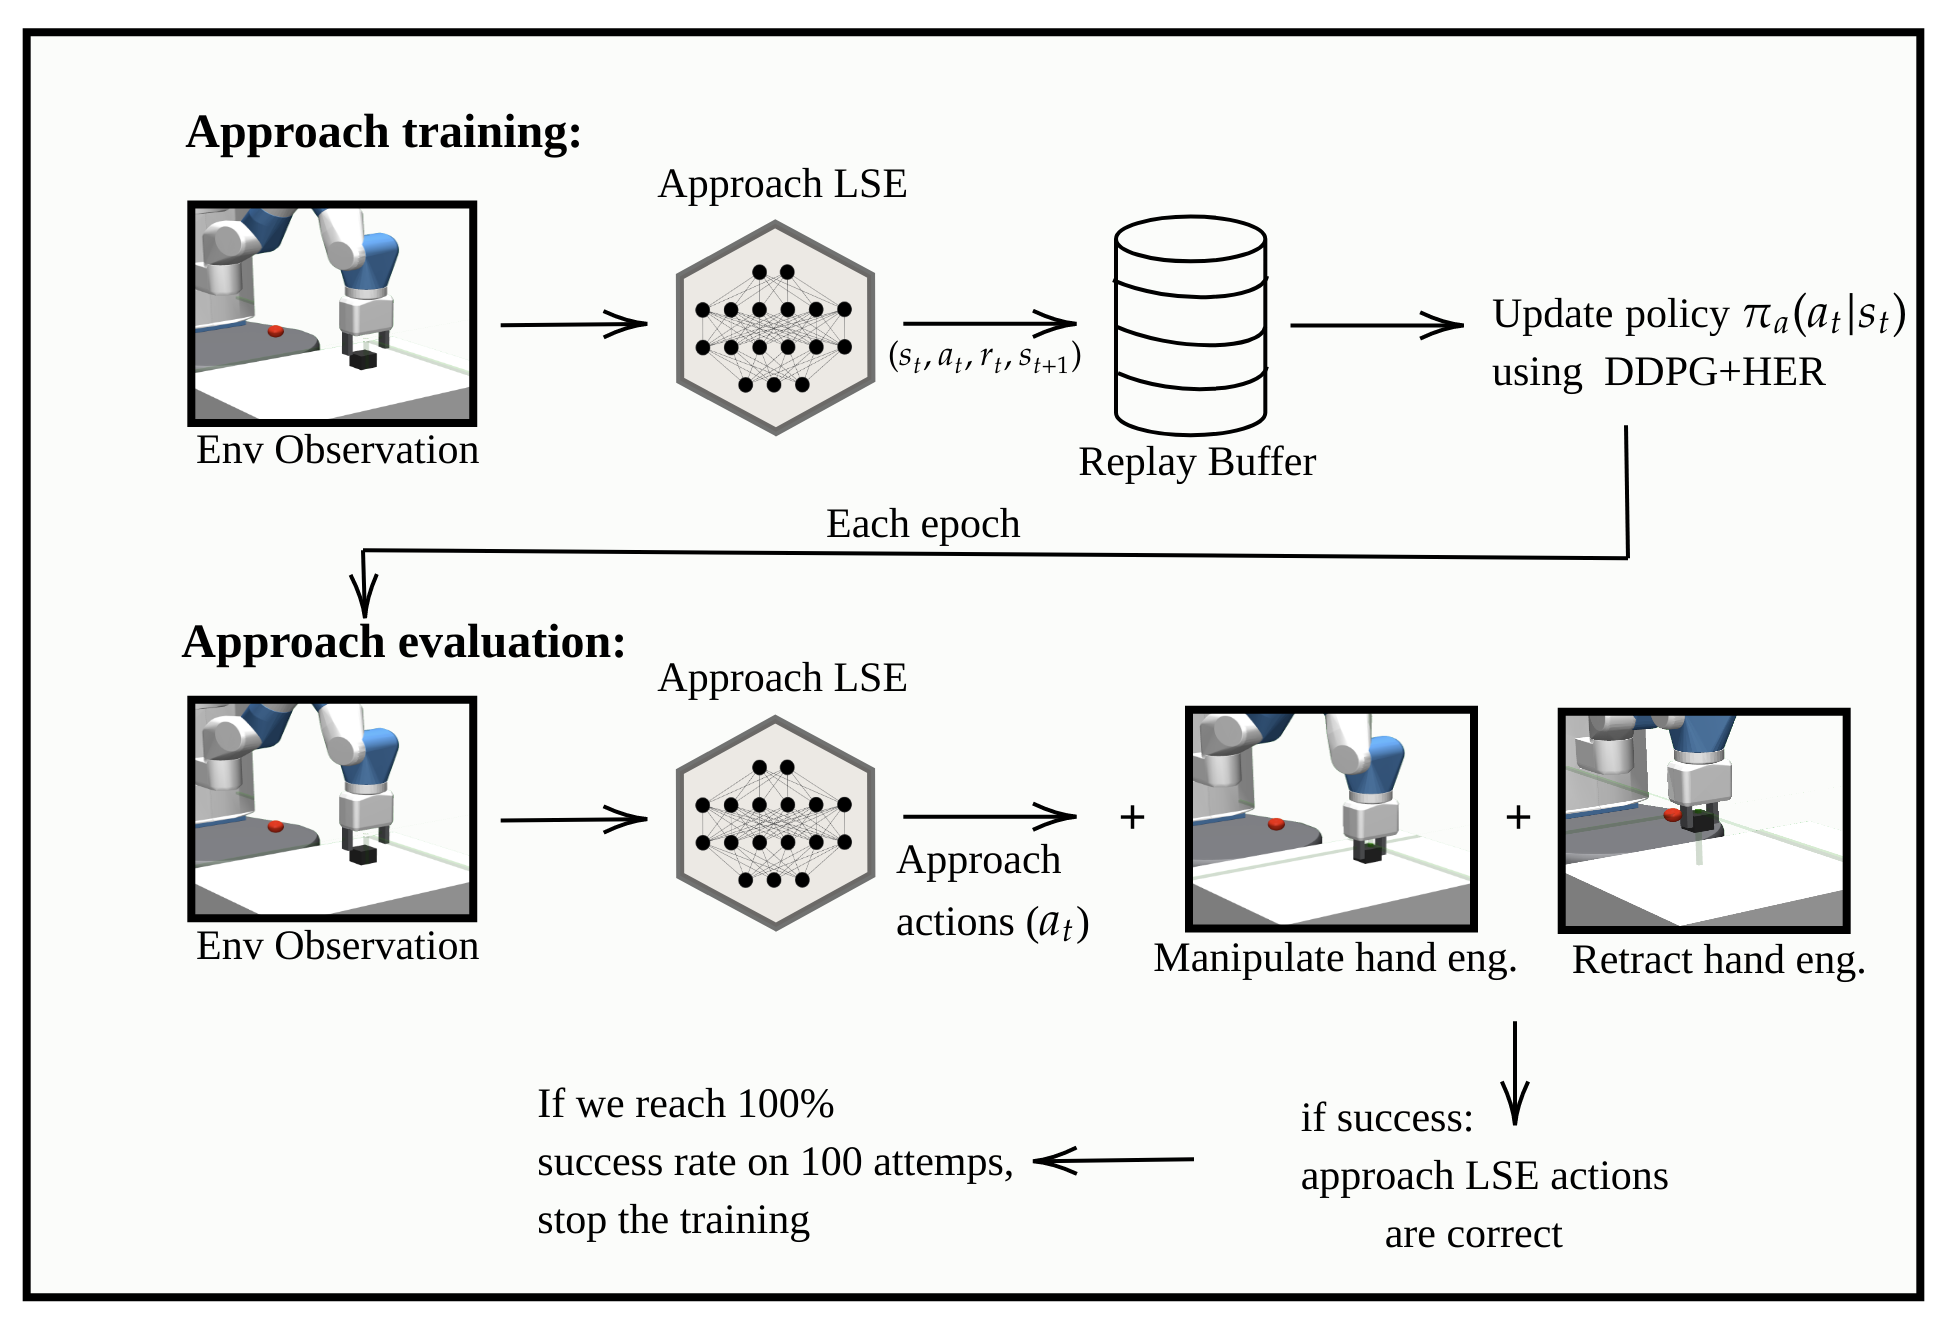 Approach training:
Approach LSE
Env Observation
(s_t, a_t, r_t, s_{t+1})
Replay Buffer
Update policy π_a(a_t|s_t)
using DDPG+HER
Each epoch
Approach evaluation:
Approach LSE
Env Observation
Approach
actions (a_t)
+
Manipulate hand eng.
+
Retract hand eng.
if success:
approach LSE actions
are correct
If we reach 100%
success rate on 100 attemps,
stop the training